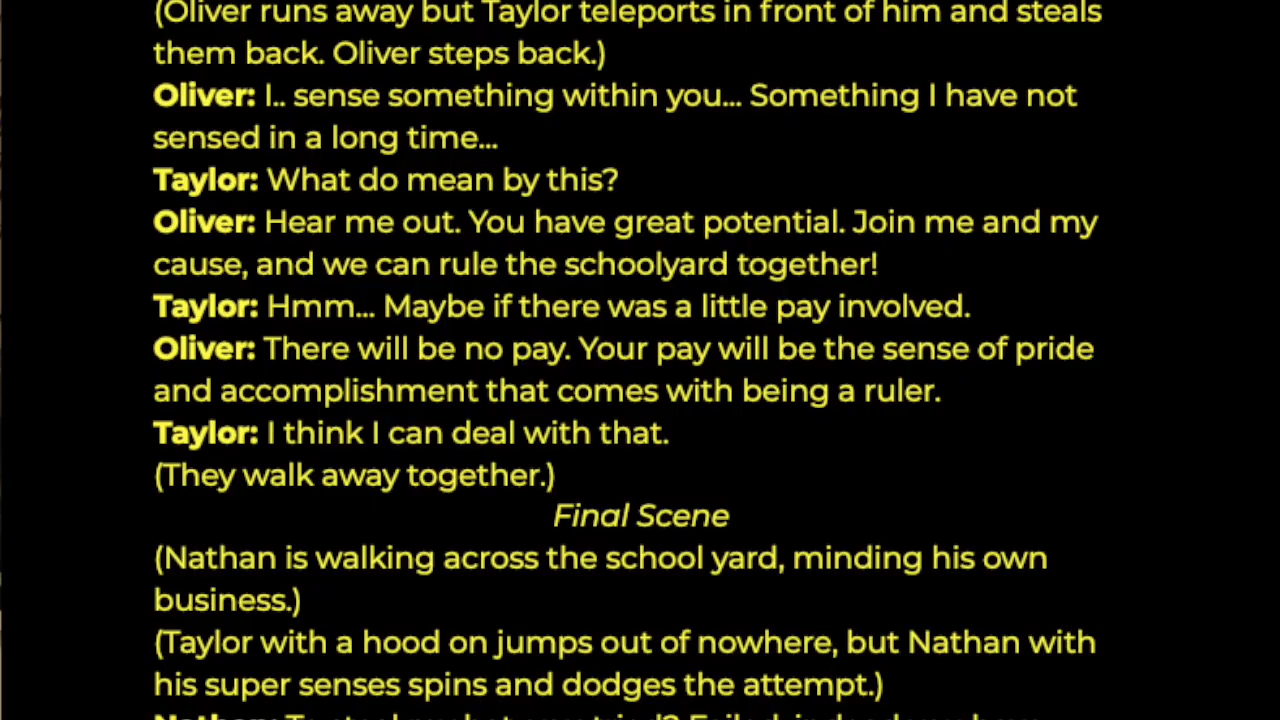 (Oliver runs away but Taylor teleports in front of him and steals
them back. Oliver steps back.)
Oliver: I.. sense something within you... Something I have not
sensed in a long time...
Taylor: What do mean by this?
Oliver: Hear me out. You have great potential. Join me and my
cause, and we can rule the schoolyard together!
Taylor: Hmm... Maybe if there was a little pay involved.
Oliver: There will be no pay. Your pay will be the sense of pride
and accomplishment that comes with being a ruler.
Taylor: I think I can deal with that.
(They walk away together.)
Final Scene
(Nathan is walking across the school yard, minding his own
business.)
(Taylor with a hood on jumps out of nowhere, but Nathan with
his super senses spins and dodges the attempt.)
Nathan: To steal